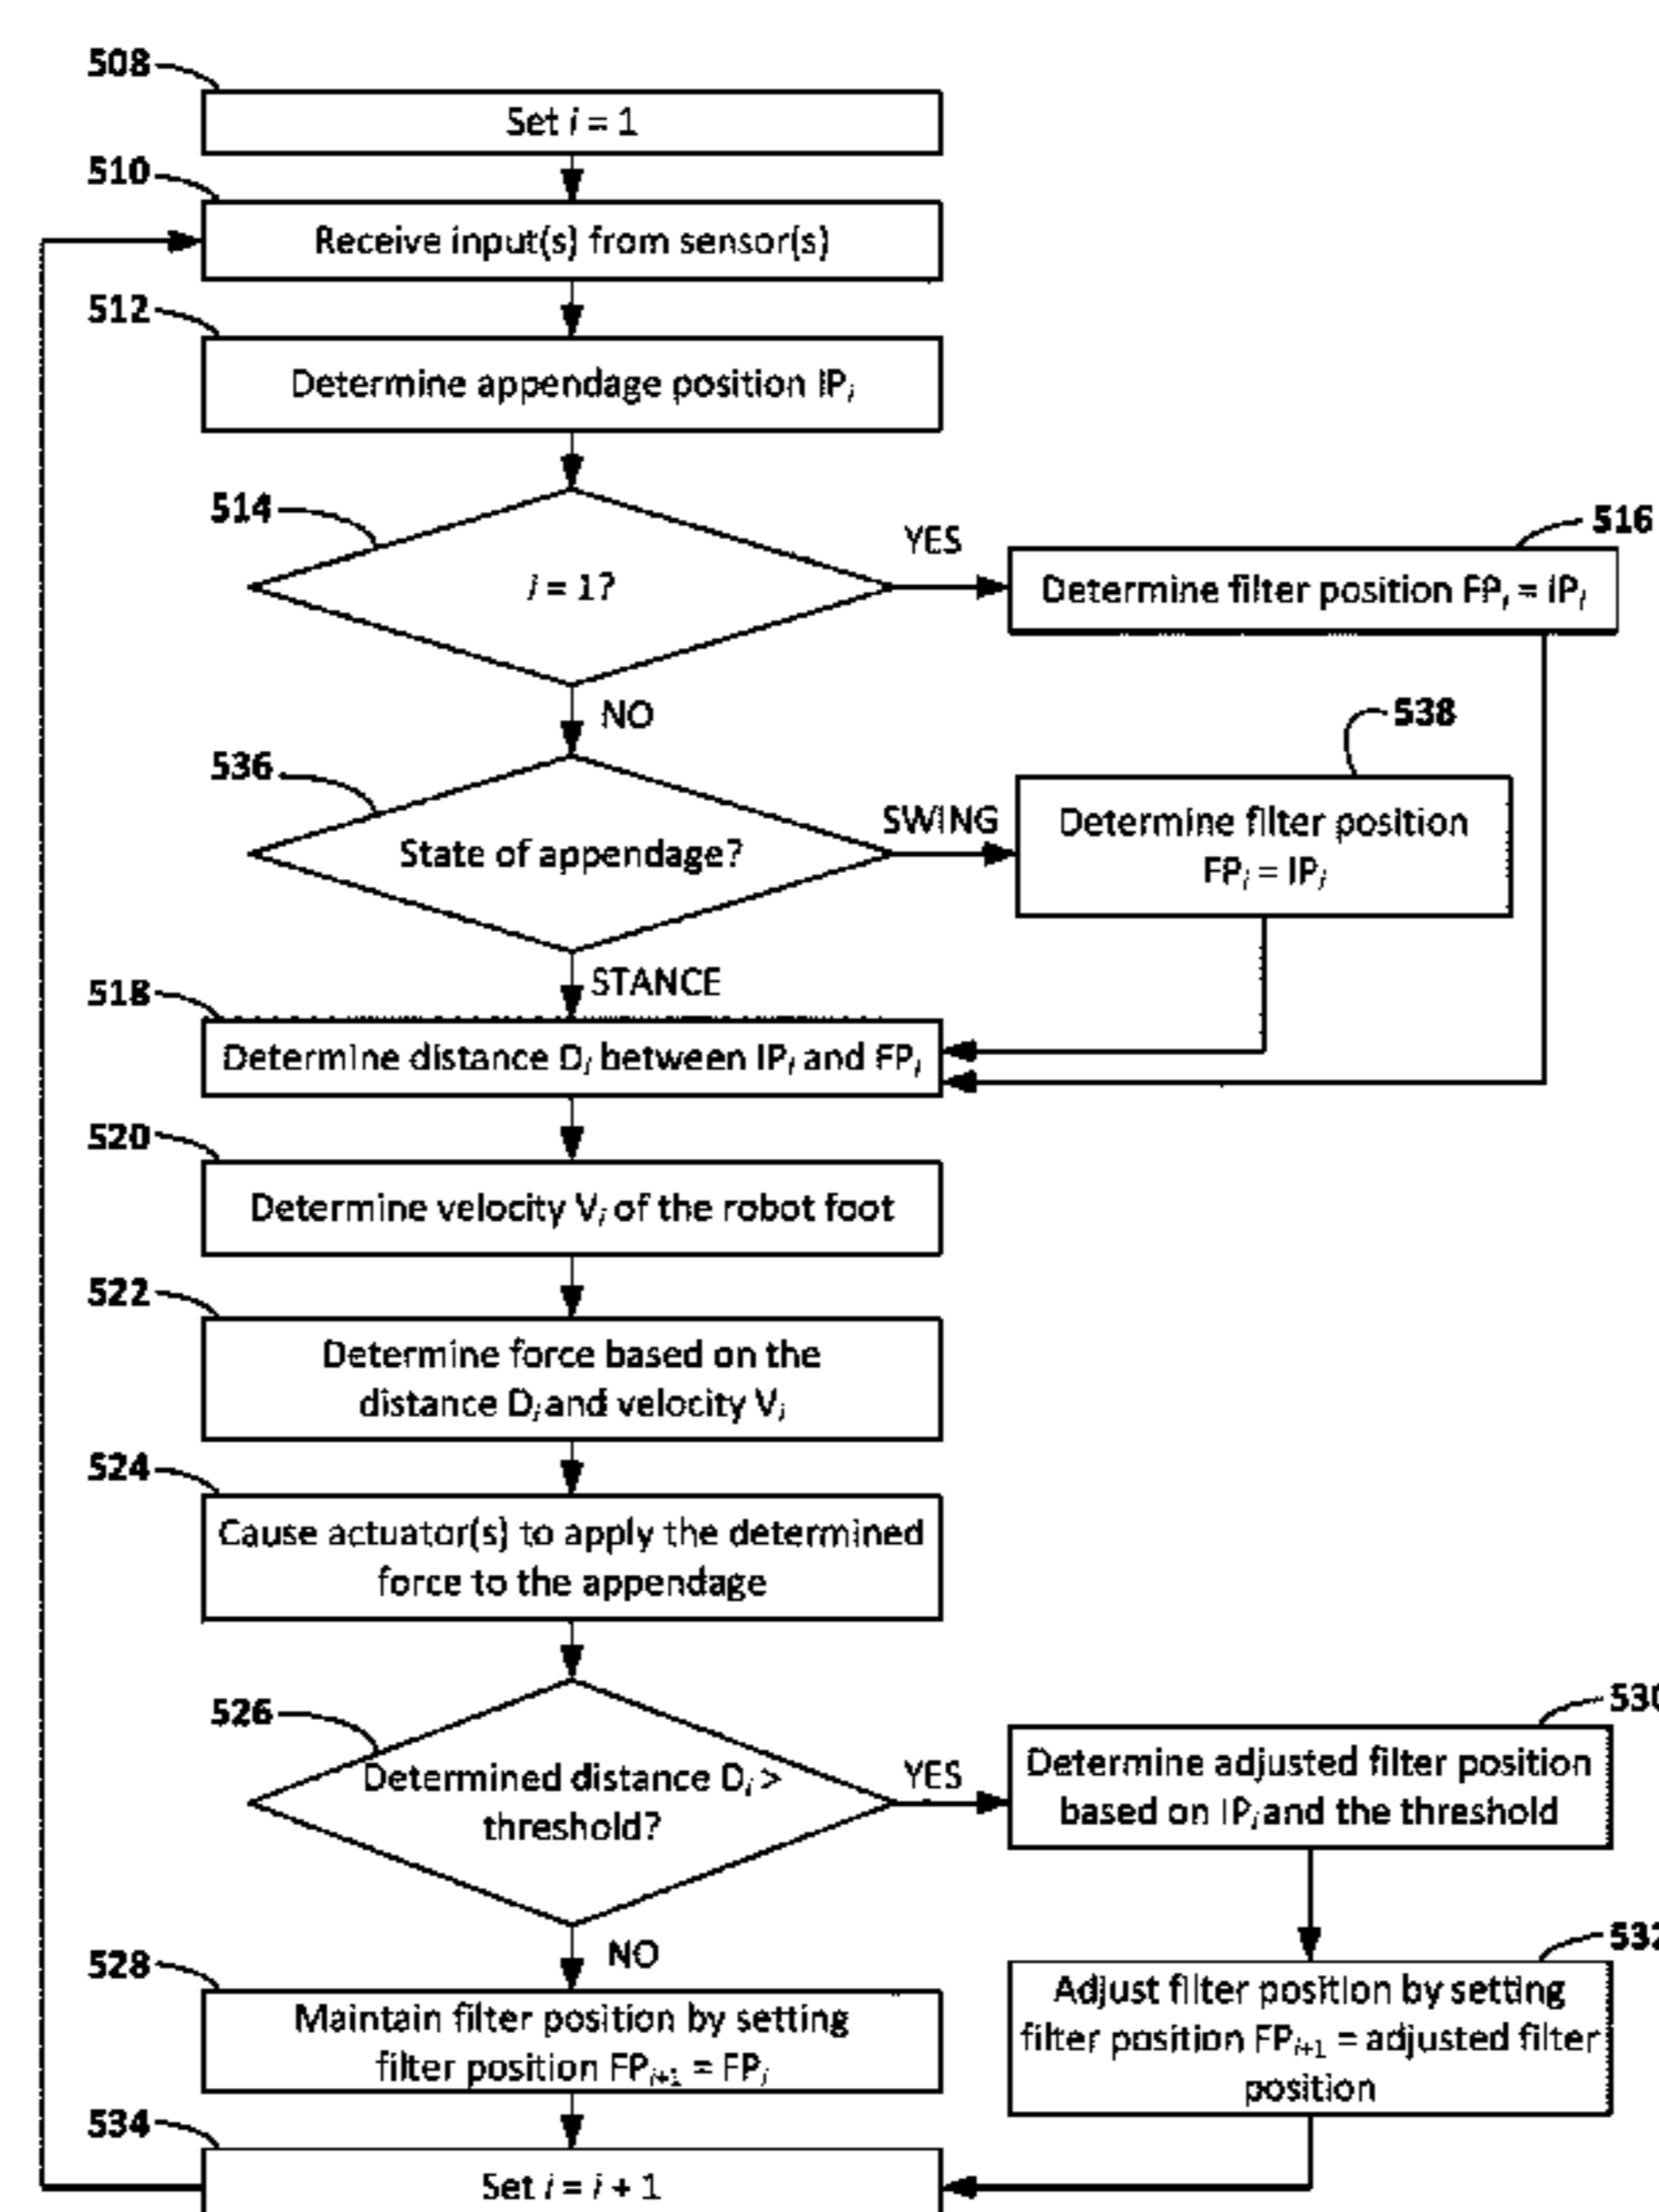 508
Set i = 1
510
Receive input(s) from sensor(s)
512
Determine appendage position IPi
514
i = 1?
YES
516
Determine filter position FPi = IPi
NO
538
536
State of appendage?
SWING
Determine filter position
FPi = IPi
STANCE
518
Determine distance Di between IPi and FPi
520
Determine velocity Vi of the robot foot
522
Determine force based on the
distance Di and velocity Vi
524
Cause actuator(s) to apply the determined
force to the appendage
526
Determined distance Di >
threshold?
YES
530
Determine adjusted filter position
based on IPi and the threshold
NO
528
Maintain filter position by setting
filter position FPi+1 = FPi
532
Adjust filter position by setting
filter position FPi+1 = adjusted filter
position
534
Set i = i + 1